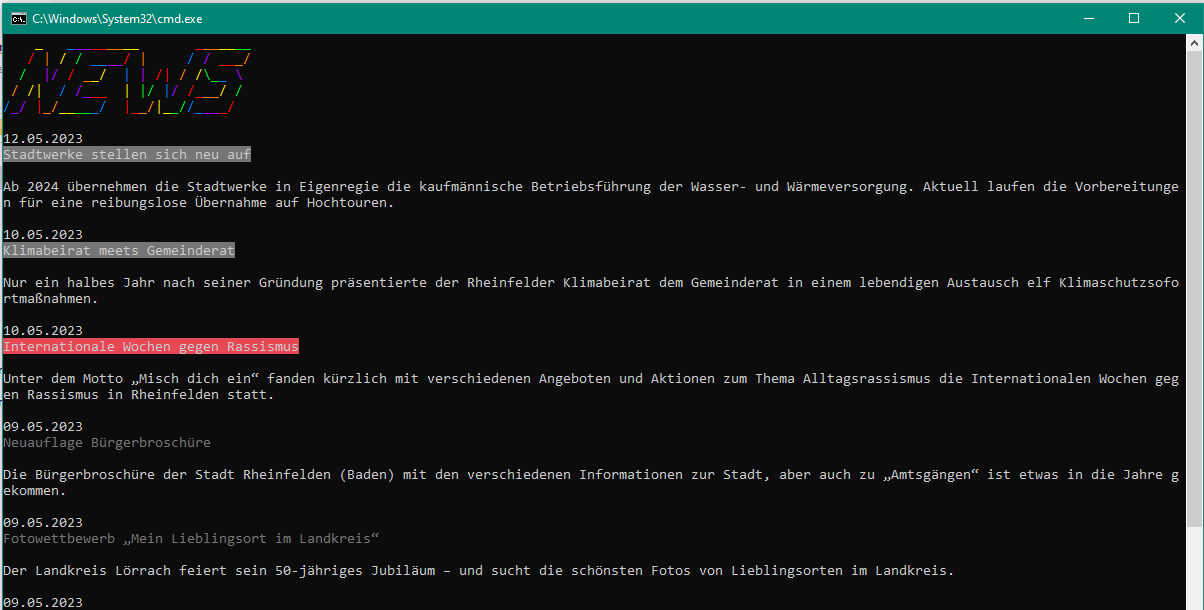 C:\Windows\System32\cmd.exe
NEWS
12.05.2023
Stadtwerke stellen sich neu auf
Ab 2024 übernehmen die Stadtwerke in Eigenregie die kaufmännische Betriebsführung der Wasser- und Wärmeversorgung. Aktuell laufen die Vorbereitunge
n für eine reibungslose Übernahme auf Hochtouren.
10.05.2023
Klimabeirat meets Gemeinderat
Nur ein halbes Jahr nach seiner Gründung präsentierte der Rheinfelder Klimabeirat dem Gemeinderat in einem lebendigen Austausch elf Klimaschutzsofo
rtmaßnahmen.
10.05.2023
Internationale Wochen gegen Rassismus
Unter dem Motto „Misch dich ein“ fanden kürzlich mit verschiedenen Angeboten und Aktionen zum Thema Alltagsrassismus die Internationalen Wochen geg
en Rassismus in Rheinfelden statt.
09.05.2023
Neuauflage Bürgerbroschüre
Die Bürgerbroschüre der Stadt Rheinfelden (Baden) mit den verschiedenen Informationen zur Stadt, aber auch zu „Amtsgängen“ ist etwas in die Jahre g
ekommen.
09.05.2023
Fotowettbewerb „Mein Lieblingsort im Landkreis“
Der Landkreis Lörrach feiert sein 50-jähriges Jubiläum – und sucht die schönsten Fotos von Lieblingsorten im Landkreis.
09.05.2023